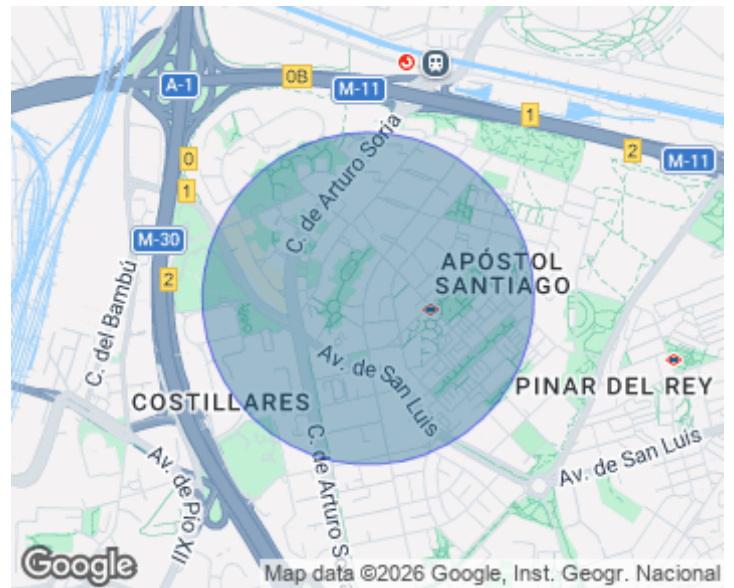 0B
A-1
M-11
1
2
M-11
0
1
C. de Arturo Soria
M-30
2
C. del Bambú
APÓSTOL
SANTIAGO
Av. de San Luis
PINAR DEL REY
COSTILLARES
Av. de Pío XII
C. de Arturo S
Av. de San Luis
Google
Map data ©2026 Google, Inst. Geogr. Nacional